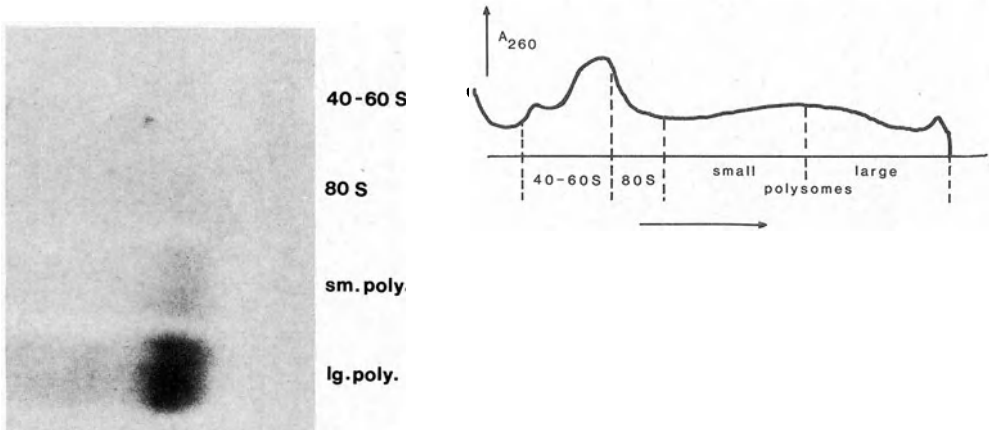 40-60 S
80 S
sm. poly.
lg. poly.
A260
40-60S
80S
small
large
polysomes